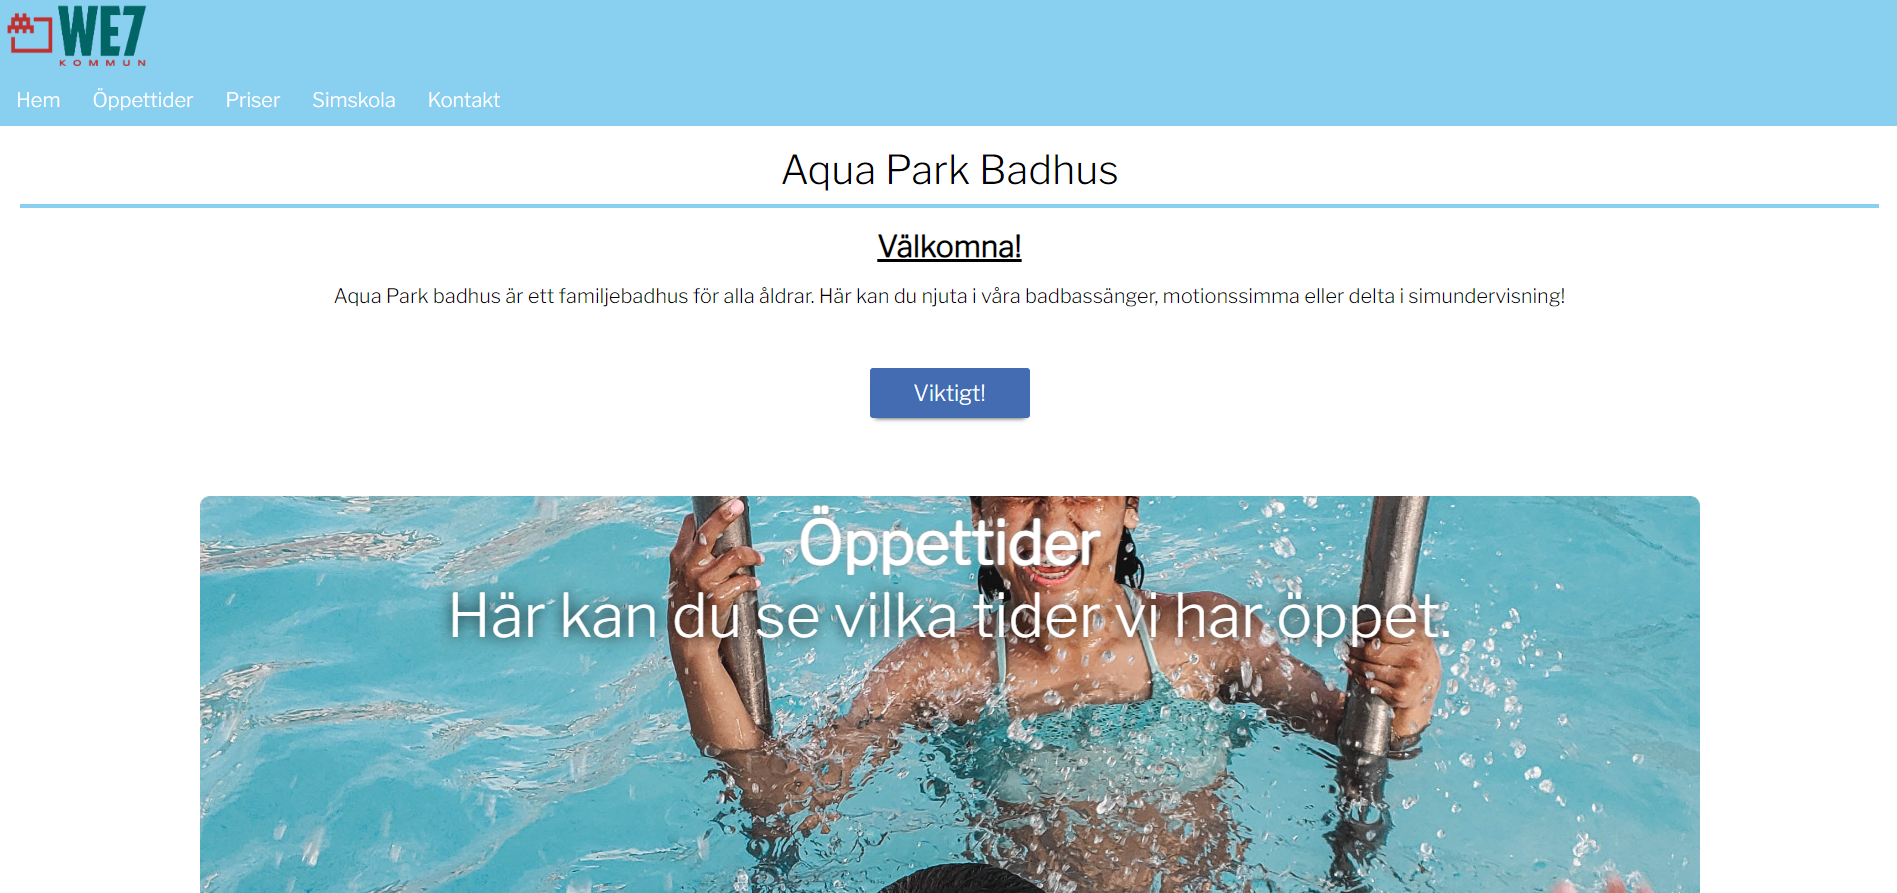 WE7
KOMMUN
Hem Öppettider Priser Simskola Kontakt
Aqua Park Badhus
Välkomna!
Aqua Park badhus är ett familjebadhus för alla åldrar. Här kan du njuta i våra badbassänger, motionssimma eller delta i simundervisning!
Viktigt!
Öppettider
Här kan du se vilka tider vi har öppet.